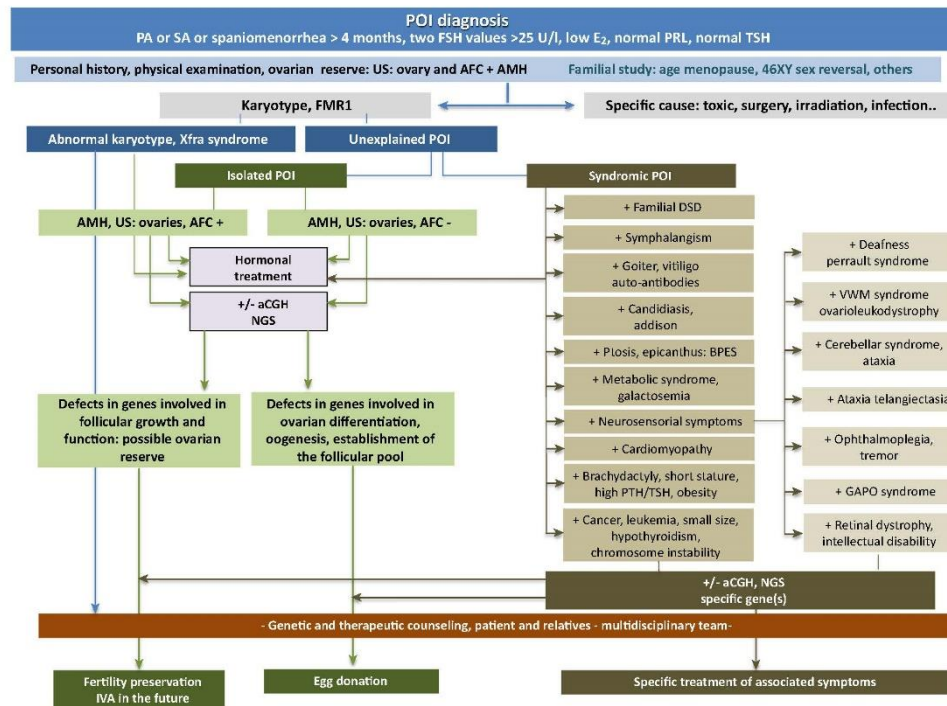 POI diagnosis
PA or SA or spaniomenorrhea > 4 months, two FSH values >25 U/l, low E₂, normal PRL, normal TSH
Personal history, physical examination, ovarian reserve: US: ovary and AFC + AMH
Familial study: age menopause, 46XY sex reversal, others
Karyotype, FMR1
Specific cause: toxic, surgery, irradiation, infection..
Abnormal karyotype, Xfra syndrome
Unexplained POI
Isolated POI
Syndromic POI
AMH, US: ovaries, AFC +
AMH, US: ovaries, AFC -
Hormonal
treatment
+/- aCGH
NGS
Defects in genes involved in
follicular growth and
function: possible ovarian
reserve
Defects in genes involved in
ovarian differentiation,
oogenesis, establishment of
the follicular pool
+ Familial DSD
+ Symphalangism
+ Goiter, vitiligo
auto-antibodies
+ Candidiasis,
addison
+ Ptosis, epicanthus: BPES
+ Metabolic syndrome,
galactosemia
+ Neurosensorial symptoms
+ Cardiomyopathy
+ Brachydactyly, short stature,
high PTH/TSH, obesity
+ Cancer, leukemia, small size,
hypothyroidism,
chromosome instability
+ Deafness
perrault syndrome
+ VWM syndrome
ovarioleukodystrophy
+ Cerebellar syndrome,
ataxia
+ Ataxia telangiectasia
+ Ophthalmoplegia,
tremor
+ GAPO syndrome
+ Retinal dystrophy,
intellectual disability
+/- aCGH, NGS
specific gene(s)
- Genetic and therapeutic counseling, patient and relatives - multidisciplinary team-
Fertility preservation
IVA in the future
Egg donation
Specific treatment of associated symptoms